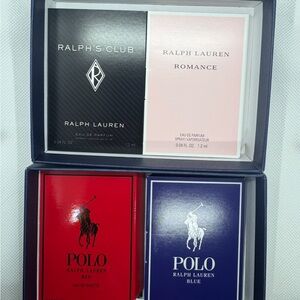 RALPH'S CLUB
RALPH LAUREN
EAU DE PARFUM
RALPH LAUREN
ROMANCE
EAU DE PARFUM
SPRAY VAPORISATEUR
0.04 FL OZ. 1.2 ml
POLO
RALPH LAUREN
RED
POLO
RALPH LAUREN
BLUE